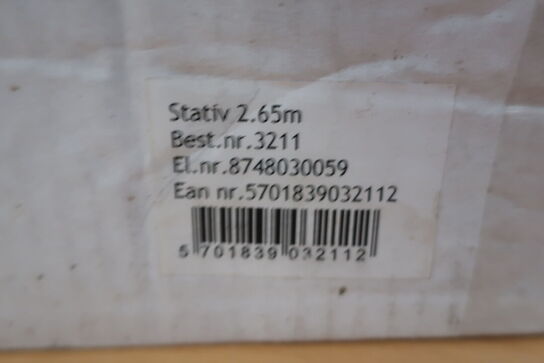 Stativ 2.65m
Best.nr.3211
El.nr.8748030059
Ean nr.5701839032112
5 701839 032112